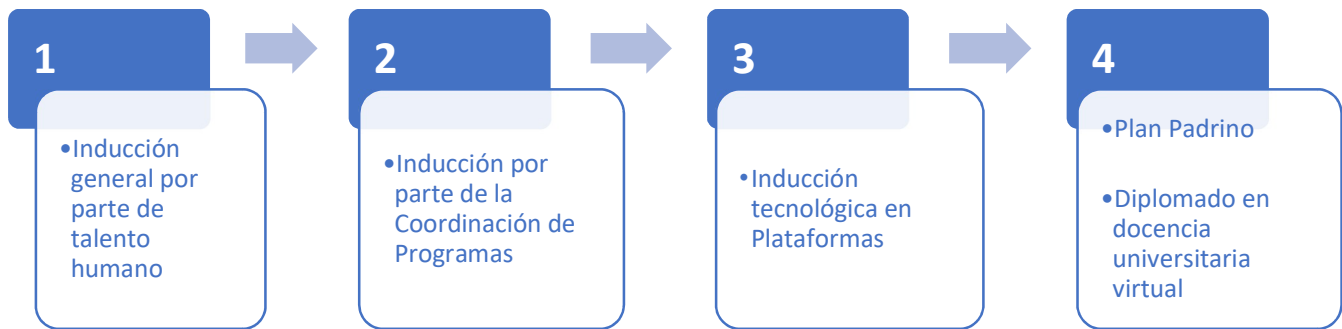 1
•Inducción
general por
parte de
talento
humano
2
•Inducción por
parte de la
Coordinación de
Programas
3
•Inducción
tecnológica en
Plataformas
4
•Plan Padrino
•Diplomado en
docencia
universitaria
virtual